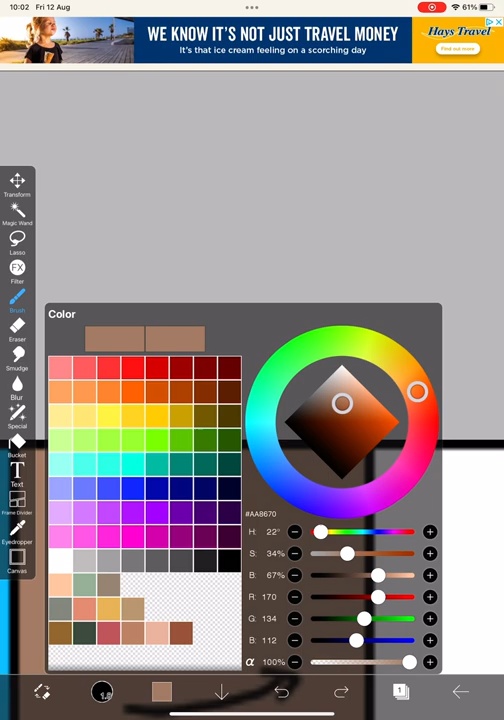 10:02 Fri 12 Aug
61%
WE KNOW IT'S NOT JUST TRAVEL MONEY
It's that ice cream feeling on a scorching day
Hays Travel
Find out more
Transform
Magic Wand
Lasso
FX
Filter
Brush
Eraser
Smudge
Blur
Special
Bucket
T
Text
Frame Divider
Eyedropper
Canvas
Color
#AA8670
H: 22°
S: 34%
B: 67%
R: 170
G: 134
B: 112
α 100%
1.0
1